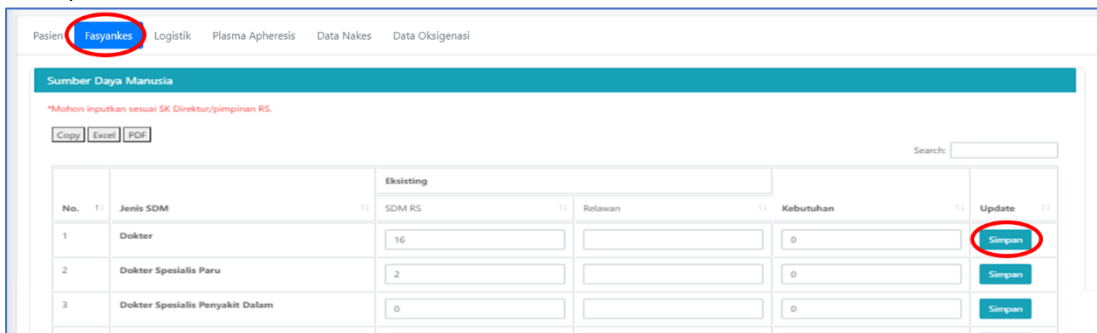 Pasien Fasyankes Logistik Plasma Apheresis Data Nakes Data Oksigenasi
Sumber Daya Manusia
*Mohon inputkan sesuai SK Direktur/pimpinan RS.
Copy Excel PDF
Search:
Eksisting
No. Jenis SDM SDM RS Relawan Kebutuhan Update
1 Dokter 16 0 Simpan
2 Dokter Spesialis Paru 2 0 Simpan
3 Dokter Spesialis Penyakit Dalam 0 0 Simpan